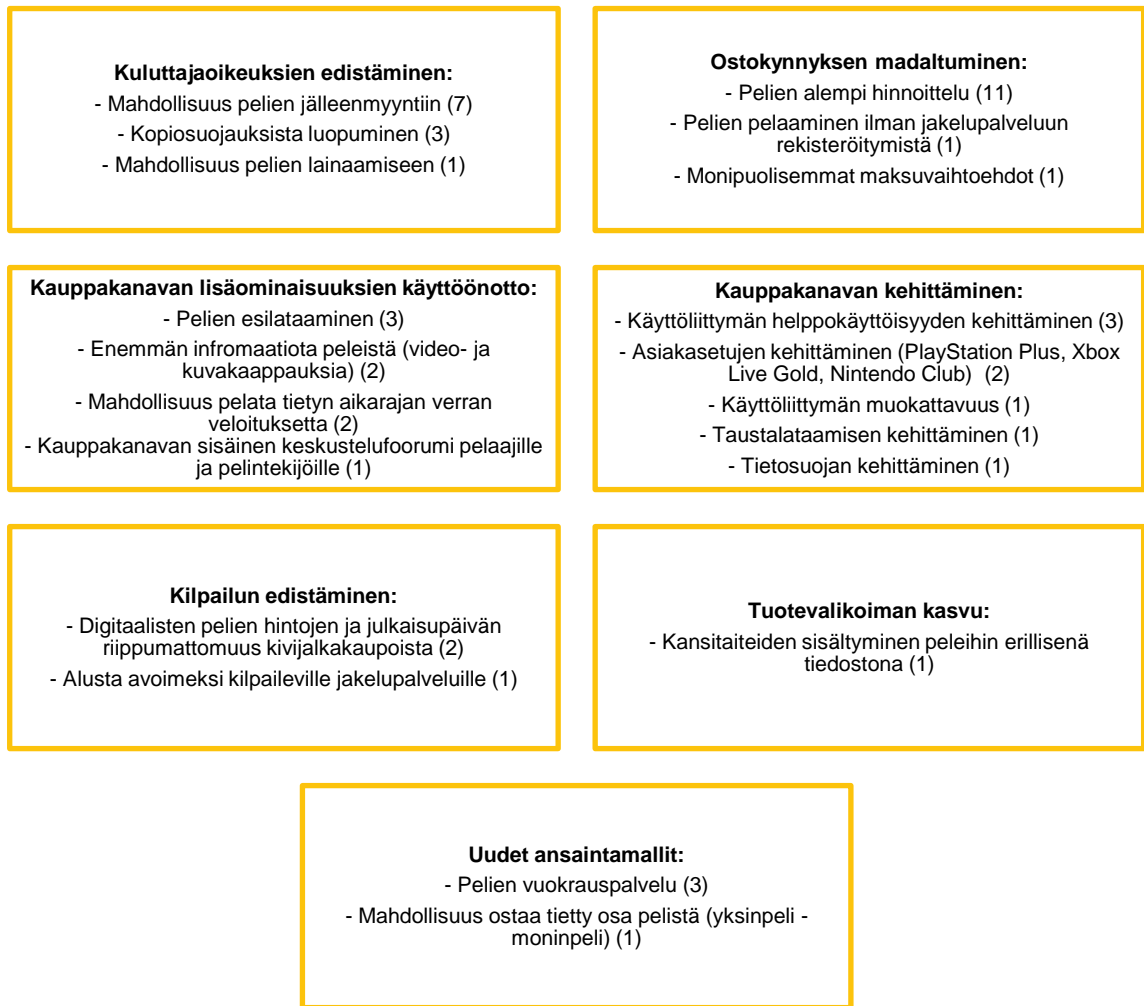 Kuluttajaoikeuksien edistäminen:
- Mahdollisuus pelien jälleenmyyntiin (7)
- Kopiosuojauksista luopuminen (3)
- Mahdollisuus pelien lainaamiseen (1)
Ostokynnyksen madaltuminen:
- Pelien alempi hinnoittelu (11)
- Pelien pelaaminen ilman jakelupalveluun
rekisteröitymistä (1)
- Monipuolisemmat maksuvaihtoehdot (1)
Kauppakanavan lisäominaisuuksien käyttöönotto:
- Pelien esilataaminen (3)
- Enemmän infromaatiota peleistä (video- ja
kuvakaappauksia) (2)
- Mahdollisuus pelata tietyn aikarajan verran
veloituksetta (2)
- Kauppakanavan sisäinen keskustelufoorumi pelaajille
ja pelintekijöille (1)
Kauppakanavan kehittäminen:
- Käyttöliittymän helppokäyttöisyyden kehittäminen (3)
- Asiakasetujen kehittäminen (PlayStation Plus, Xbox
Live Gold, Nintendo Club) (2)
- Käyttöliittymän muokattavuus (1)
- Taustalataamisen kehittäminen (1)
- Tietosuojan kehittäminen (1)
Kilpailun edistäminen:
- Digitaalisten pelien hintojen ja julkaisupäivän
riippumattomuus kivijalkakaupoista (2)
- Alusta avoimeksi kilpaileville jakelupalveluille (1)
Tuotevalikoiman kasvu:
- Kansitaiteiden sisältyminen peleihin erillisenä
tiedostona (1)
Uudet ansaintamallit:
- Pelien vuokrauspalvelu (3)
- Mahdollisuus ostaa tietty osa pelistä (yksinpeli -
moninpeli) (1)